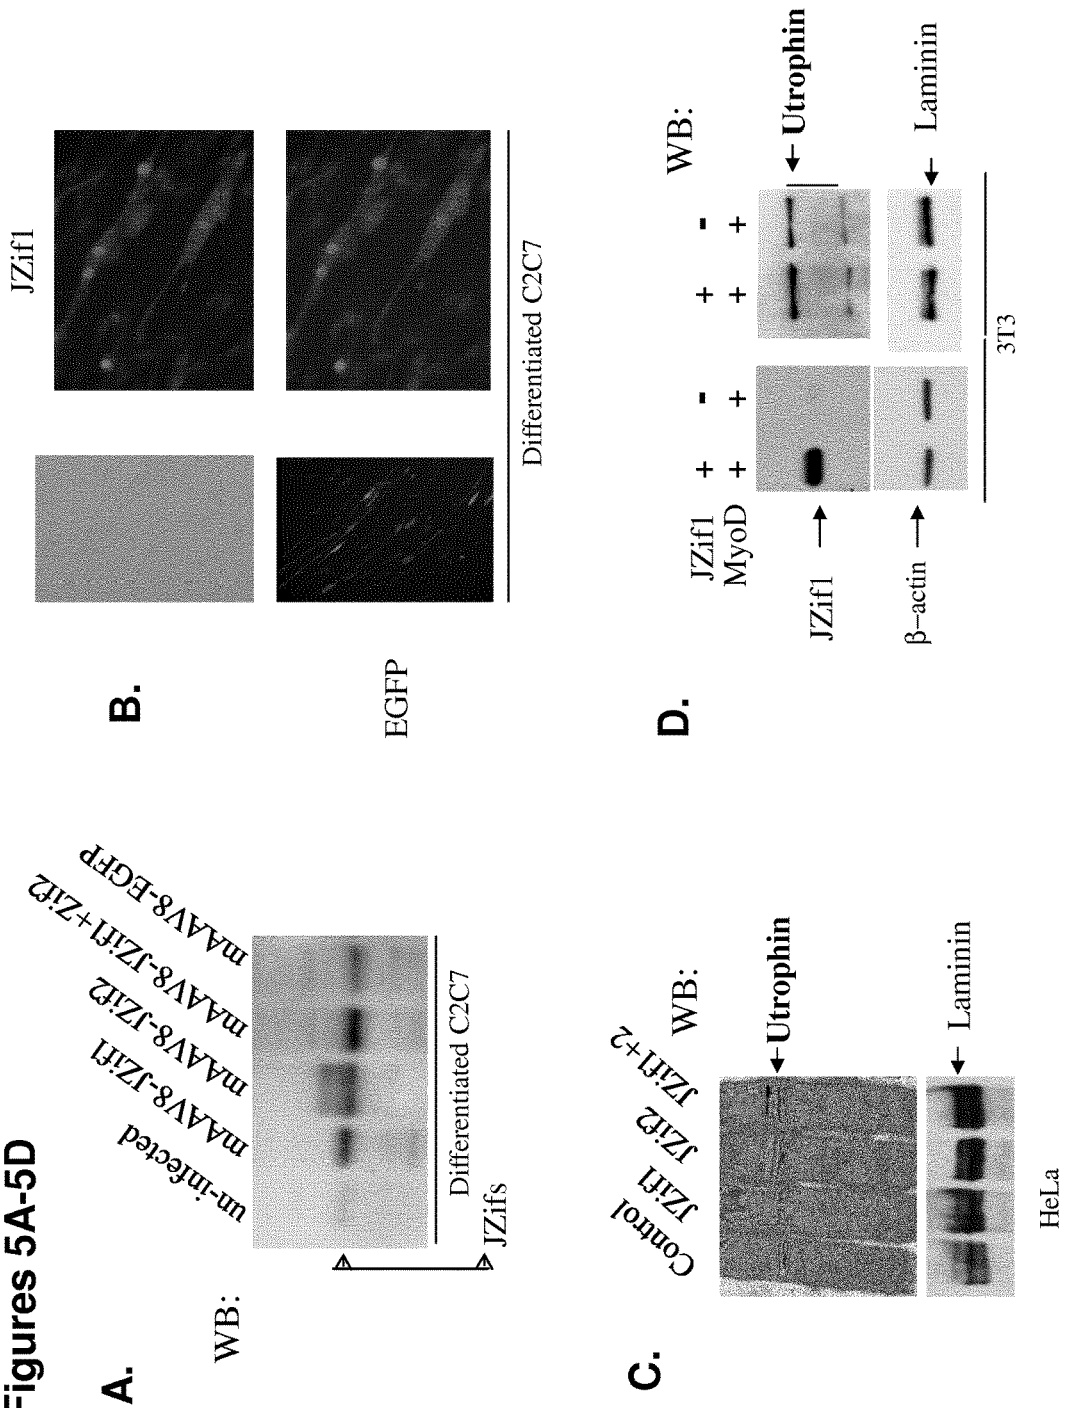 Figures 5A-5D
A.
WB:
un-infected
mAAV8-JZif1
mAAV8-JZif2
mAAV8-JZif1+Zif2
mAAV8-EGFP
Differentiated C2C7
JZifs
B.
JZif1
EGFP
Differentiated C2C7
C.
Control
JZif1
JZif2
JZif1+2
WB:
Utrophin
Laminin
HeLa
D.
JZif1 + - + -
MyoD + + + +
WB:
JZif1
Utrophin
β-actin
Laminin
3T3